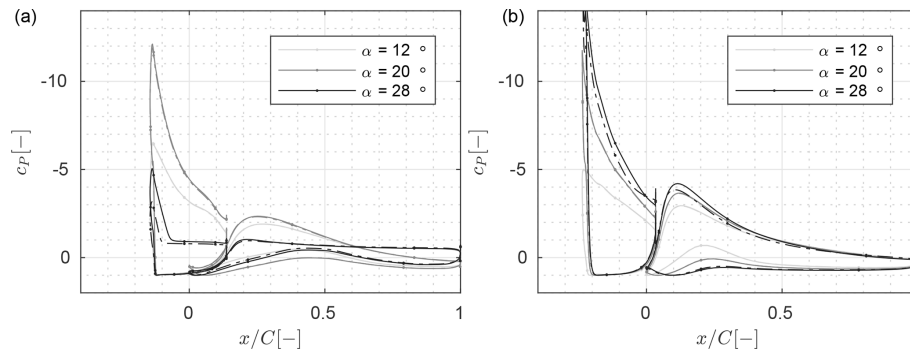 (a)
(b)
α = 12 °
α = 20 °
α = 28 °
α = 12 °
α = 20 °
α = 28 °
-10
-5
0
c_P[−]
0
0.5
1
x/C[−]
-10
-5
0
c_P[−]
0
0.5
x/C[−]